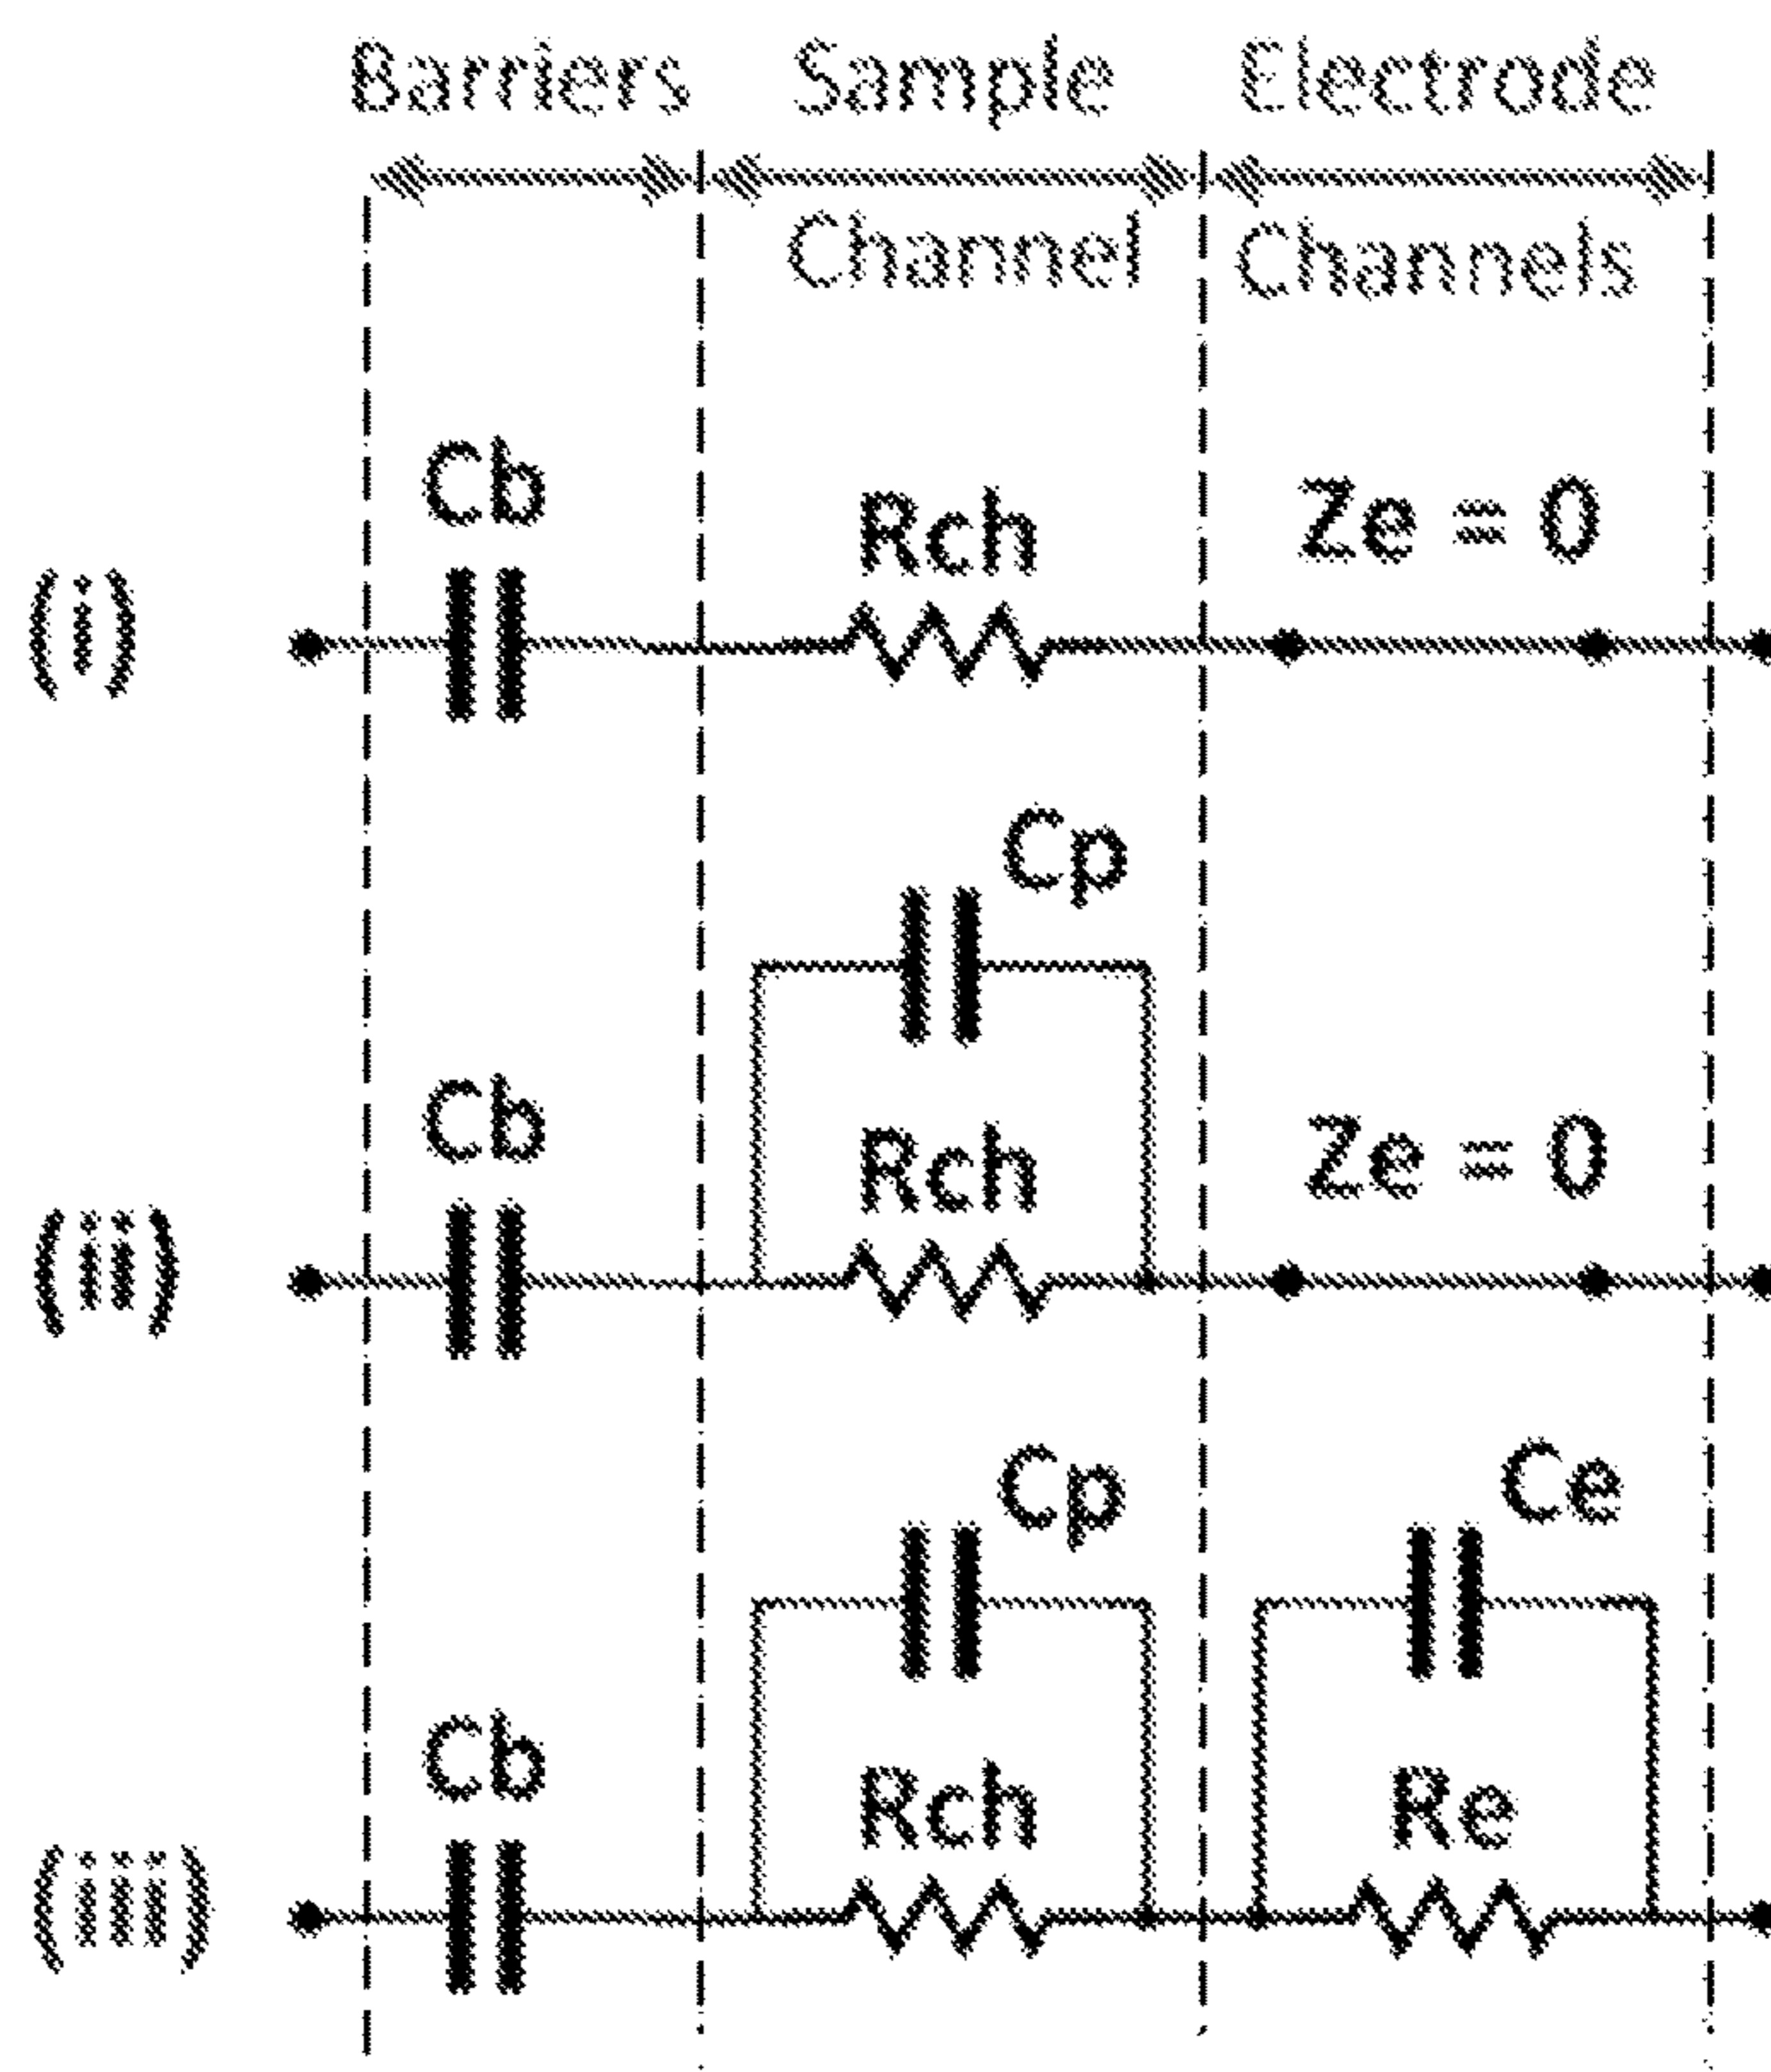 Barriers Sample Electrode
Channel Channels
Cb
Rch
Ze = 0
(i)
Cp
Cb
Rch
Ze = 0
(ii)
Cp
Ce
Cb
Rch
Re
(iii)